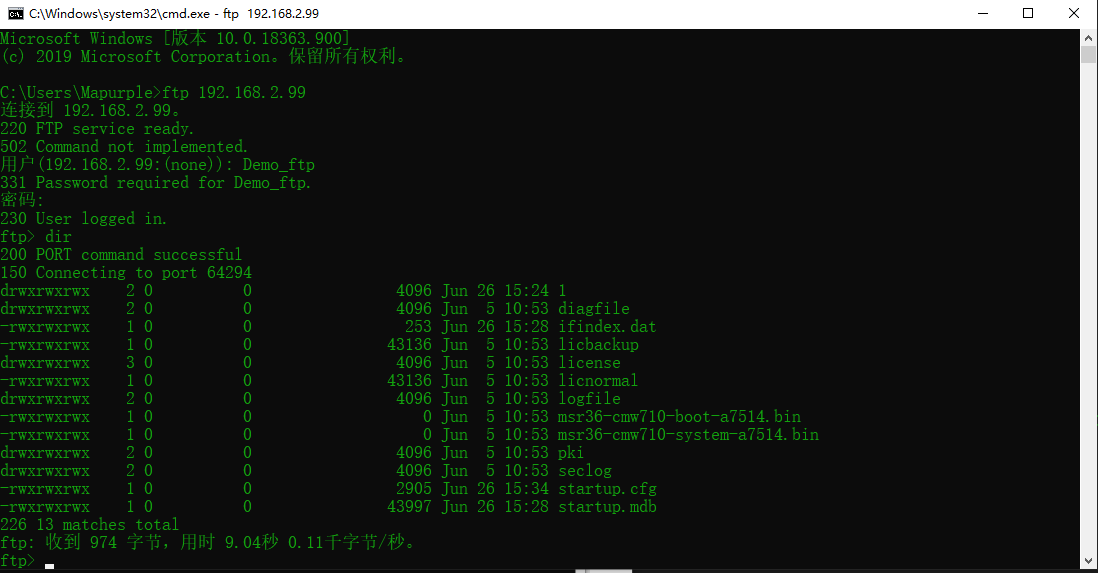 C:\Windows\system32\cmd.exe - ftp  192.168.2.99
Microsoft Windows [版本 10.0.18363.900]
(c) 2019 Microsoft Corporation。保留所有权利。
C:\Users\Mapurple>ftp 192.168.2.99
连接到 192.168.2.99。
220 FTP service ready.
502 Command not implemented.
用户(192.168.2.99:(none)): Demo_ftp
331 Password required for Demo_ftp.
密码:
230 User logged in.
ftp> dir
200 PORT command successful
150 Connecting to port 64294
drwxrwxrwx    2 0          0                4096 Jun 26 15:24 1
drwxrwxrwx    2 0          0                4096 Jun  5 10:53 diagfile
-rwxrwxrwx    1 0          0                 253 Jun 26 15:28 ifindex.dat
-rwxrwxrwx    1 0          0               43136 Jun  5 10:53 licbackup
drwxrwxrwx    3 0          0                4096 Jun  5 10:53 license
-rwxrwxrwx    1 0          0               43136 Jun  5 10:53 licnormal
drwxrwxrwx    2 0          0                4096 Jun  5 10:53 logfile
-rwxrwxrwx    1 0          0                   0 Jun  5 10:53 msr36-cmw710-boot-a7514.bin
-rwxrwxrwx    1 0          0                   0 Jun  5 10:53 msr36-cmw710-system-a7514.bin
drwxrwxrwx    2 0          0                4096 Jun  5 10:53 pki
drwxrwxrwx    2 0          0                4096 Jun  5 10:53 seclog
-rwxrwxrwx    1 0          0                2905 Jun 26 15:34 startup.cfg
-rwxrwxrwx    1 0          0               43997 Jun 26 15:28 startup.mdb
226 13 matches total
ftp: 收到 974 字节，用时 9.04秒 0.11千字节/秒。
ftp>